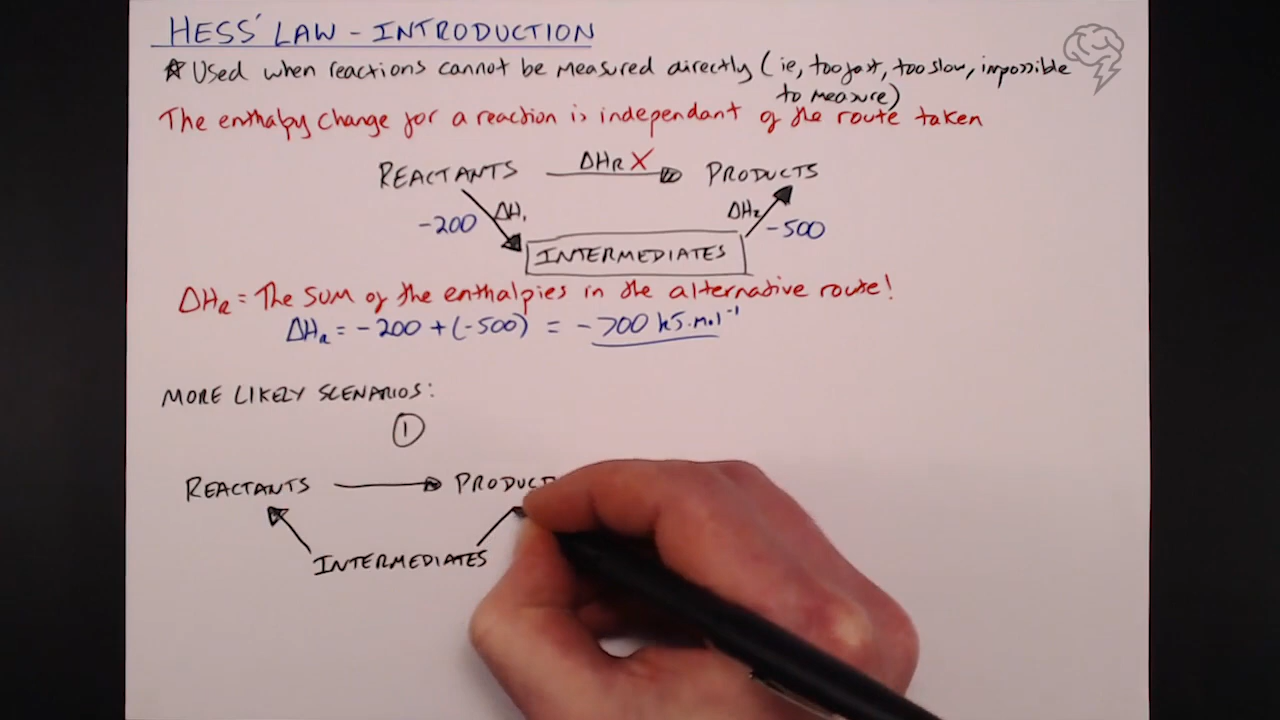 HESS' LAW - INTRODUCTION
* Used when reactions cannot be measured directly (ie, too fast, too slow, impossible
to measure)
The enthalpy change for a reaction is independant of the route taken
REACTANTS ΔHR X PRODUCTS
-200 ΔH₁ ΔH₂ -500
INTERMEDIATES
ΔHR = The sum of the enthalpies in the alternative route!
ΔHR = -200 + (-500) = -700 kJ.mol⁻¹
MORE LIKELY SCENARIOS:
①
REACTANTS PRODUCT
INTERMEDIATES